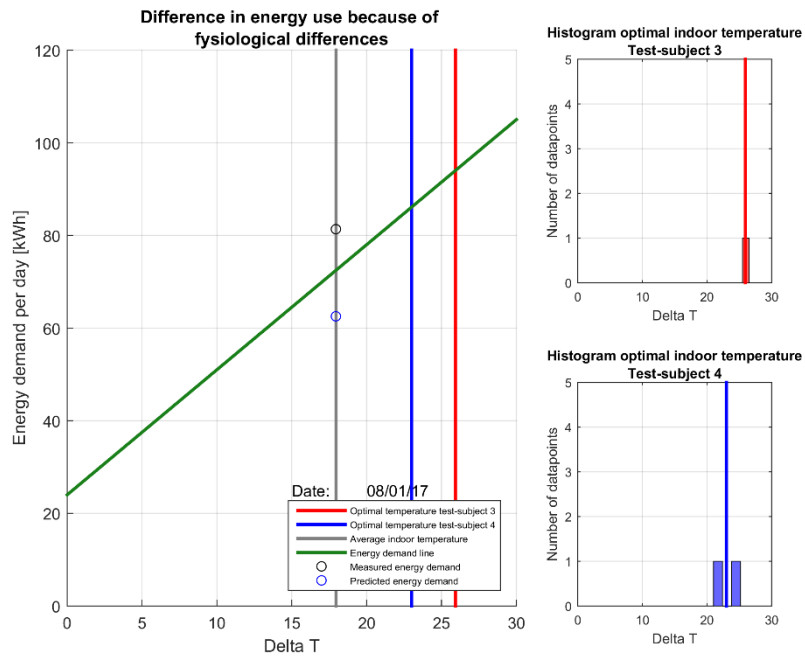 Difference in energy use because of
fysiological differences
120
100
80
60
40
20
0
Energy demand per day [kWh]
0 5 10 15 20 25 30
Delta T
Date: 08/01/17
Optimal temperature test-subject 3
Optimal temperature test-subject 4
Average indoor temperature
Energy demand line
Measured energy demand
Predicted energy demand
Histogram optimal indoor temperature
Test-subject 3
5
4
3
2
1
0
Number of datapoints
0 10 20 30
Delta T
Histogram optimal indoor temperature
Test-subject 4
5
4
3
2
1
0
Number of datapoints
0 10 20 30
Delta T